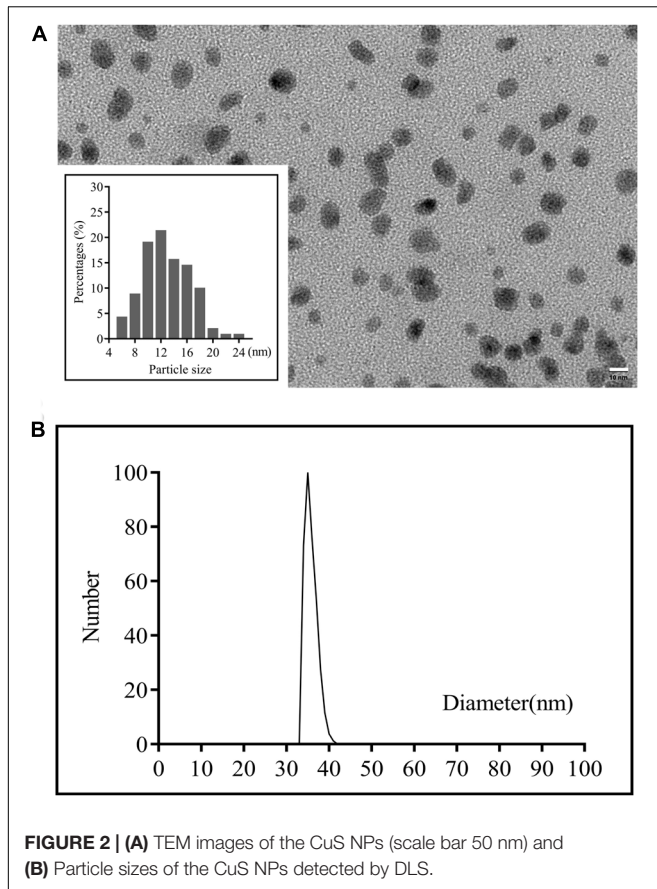 A
30
25
20
15
10
5
0
Percentages (%)
4 8 12 16 20 24 (nm)
Particle size
10 nm
B
100
80
60
40
20
0
Number
Diameter(nm)
0 10 20 30 40 50 60 70 80 90 100
FIGURE 2 | (A) TEM images of the CuS NPs (scale bar 50 nm) and
(B) Particle sizes of the CuS NPs detected by DLS.